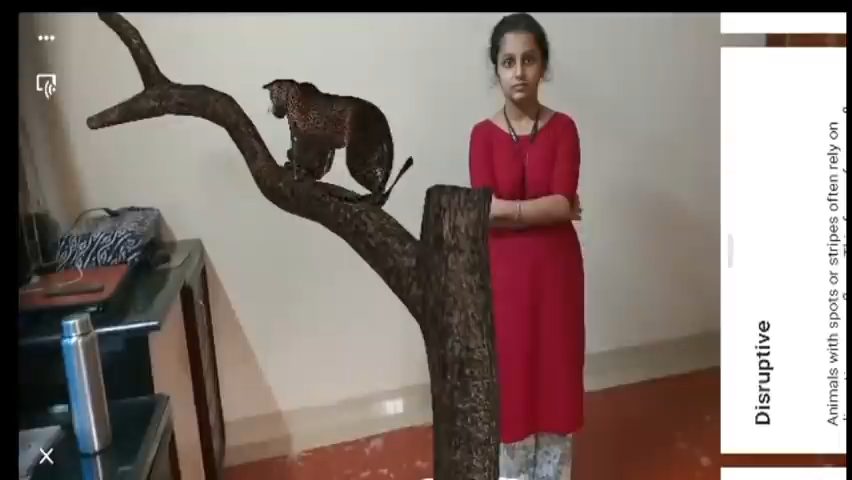 Disruptive
Animals with spots or stripes often rely on